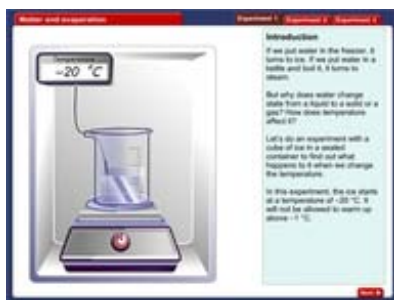 Water and evaporation
Experiment 1 Experiment 2 Experiment 3
Temperature
-20 °C
Introduction
If we put water in the freezer, it
turns to ice. If we put water in a
kettle and boil it, it turns to
steam.
But why does water change
state from a liquid to a solid or a
gas? How does temperature
affect it?
Let's do an experiment with a
cube of ice in a sealed
container to find out what
happens to it when we change
the temperature.
In this experiment, the ice starts
at a temperature of -20 °C. It
will not be allowed to warm up
above -1 °C.
Next